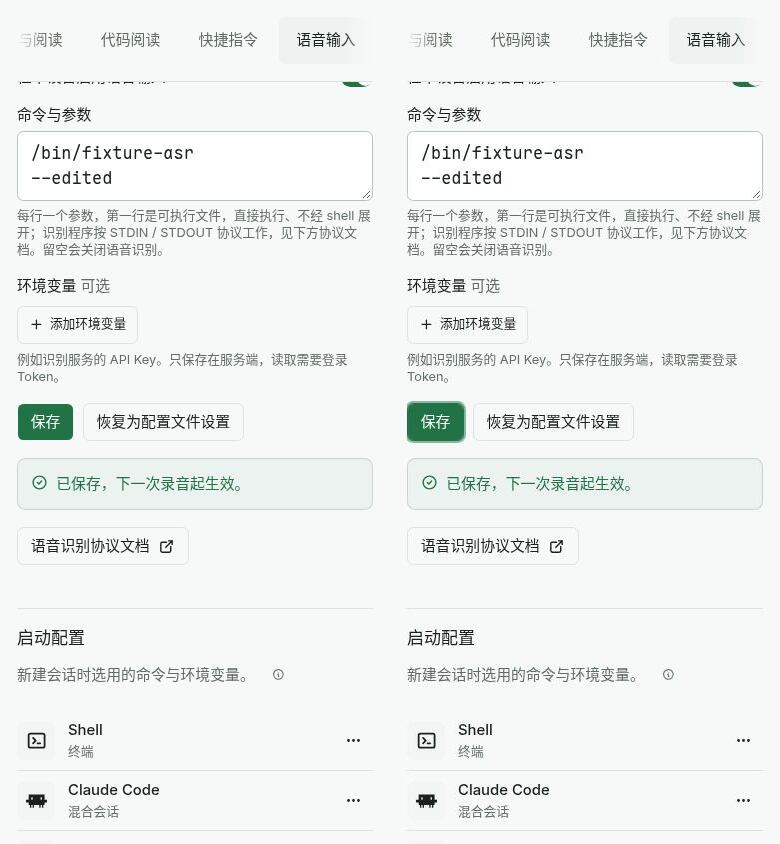 与阅读
代码阅读
快捷指令
语音输入
命令与参数
/bin/fixture-asr
--edited
每行一个参数，第一行是可执行文件，直接执行、不经 shell 展
开；识别程序按 STDIN / STDOUT 协议工作，见下方协议文
档。留空会关闭语音识别。
环境变量 可选
添加环境变量
例如识别服务的 API Key。只保存在服务端，读取需要登录
Token。
保存
恢复为配置文件设置
已保存，下一次录音起生效。
语音识别协议文档
启动配置
新建会话时选用的命令与环境变量。
Shell
终端
Claude Code
混合会话
与阅读
代码阅读
快捷指令
语音输入
命令与参数
/bin/fixture-asr
--edited
每行一个参数，第一行是可执行文件，直接执行、不经 shell 展
开；识别程序按 STDIN / STDOUT 协议工作，见下方协议文
档。留空会关闭语音识别。
环境变量 可选
添加环境变量
例如识别服务的 API Key。只保存在服务端，读取需要登录
Token。
保存
恢复为配置文件设置
已保存，下一次录音起生效。
语音识别协议文档
启动配置
新建会话时选用的命令与环境变量。
Shell
终端
Claude Code
混合会话